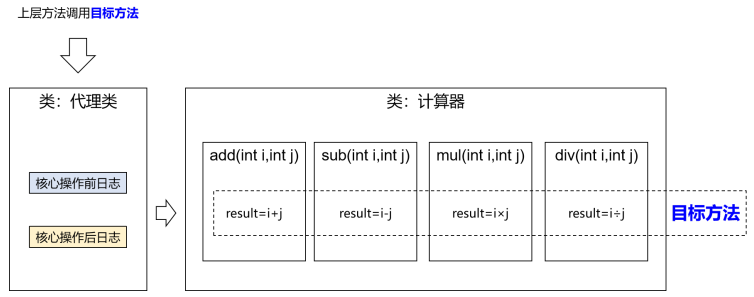 上层方法调用目标方法
类：代理类
核心操作前日志
核心操作后日志
类：计算器
add(int i,int j)
sub(int i,int j)
mul(int i,int j)
div(int i,int j)
result=i+j
result=i-j
result=i×j
result=i÷j
目标方法